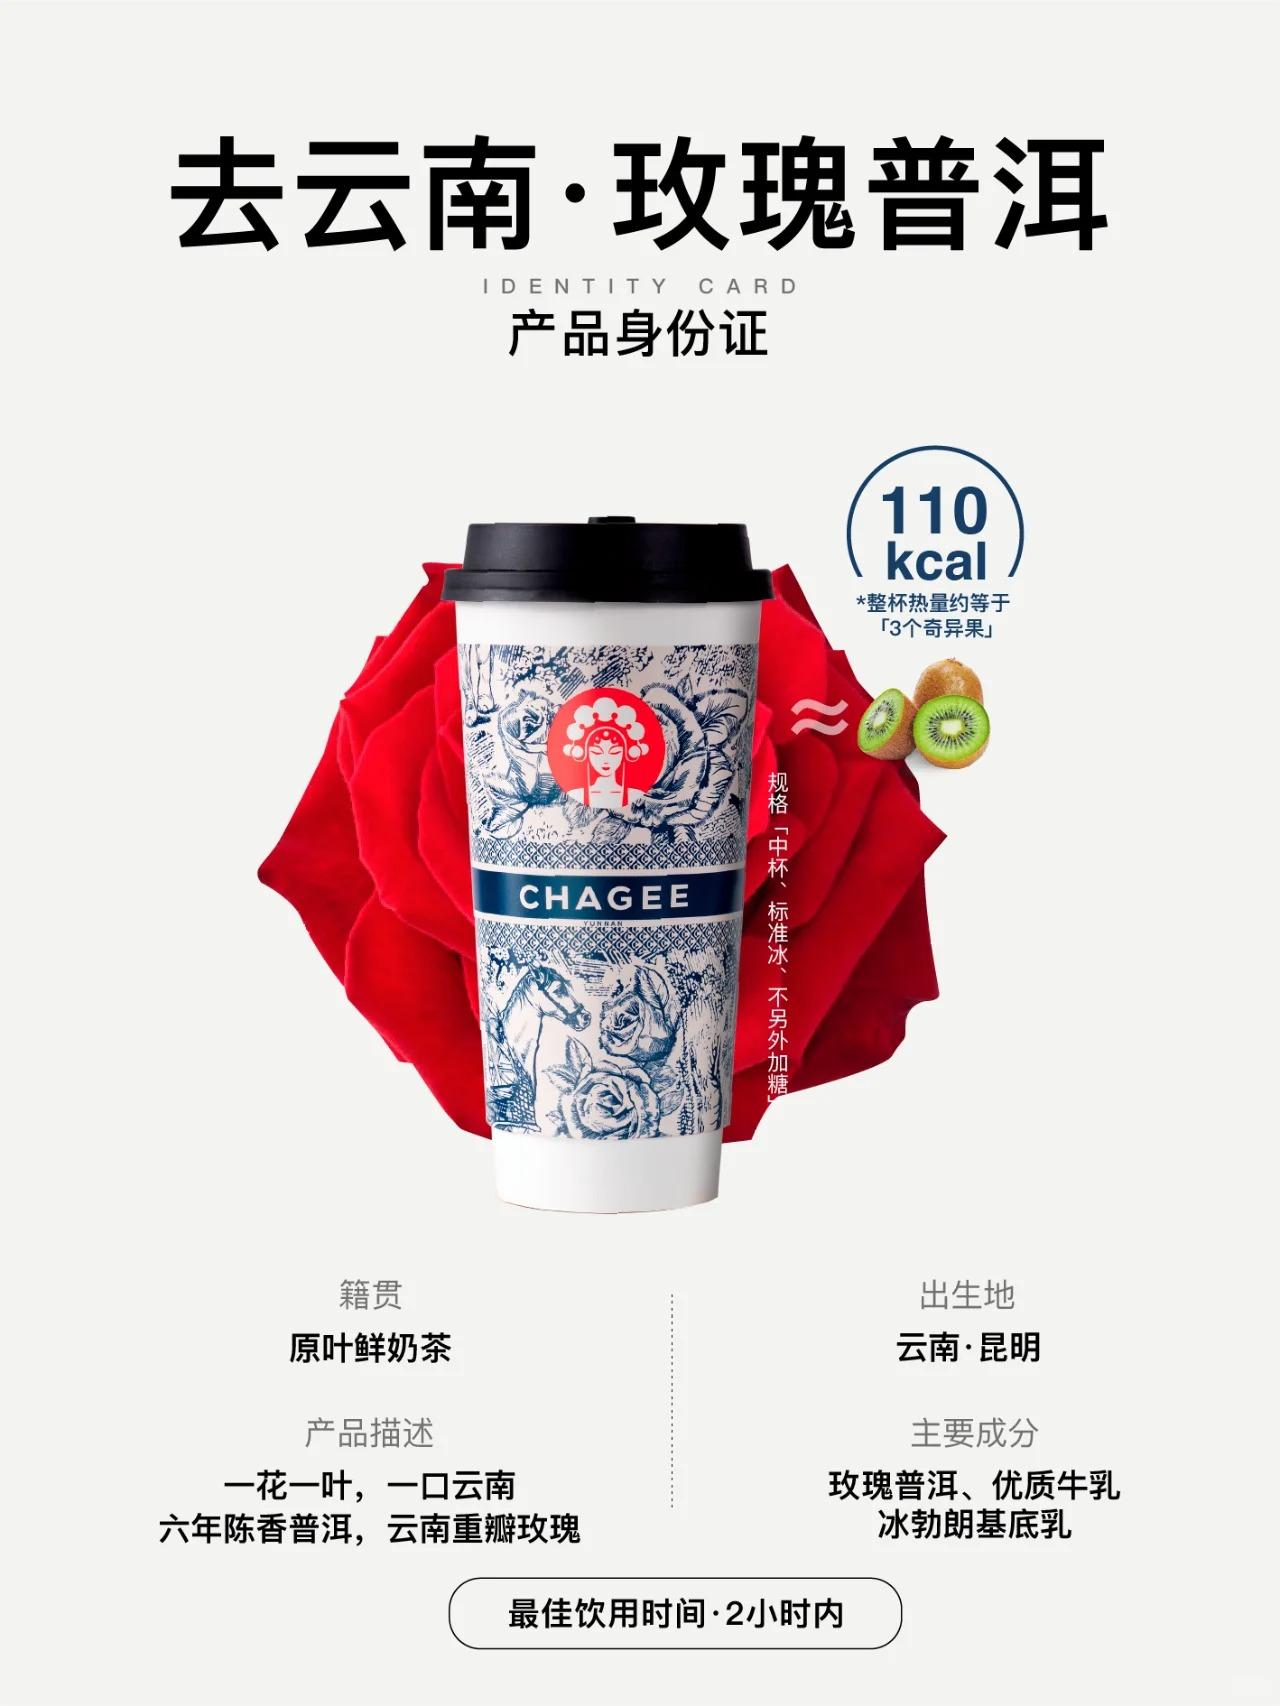 去云南·玫瑰普洱
IDENTITY CARD
产品身份证
110
kcal
*整杯热量约等于
「3个奇异果」
≈
规格「中杯、标准冰、不另外加糖」
CHAGEE
YUNNAN
籍贯
原叶鲜奶茶
出生地
云南·昆明
产品描述
一花一叶，一口云南
六年陈香普洱，云南重瓣玫瑰
主要成分
玫瑰普洱、优质牛乳
冰勃朗基底乳
最佳饮用时间·2小时内